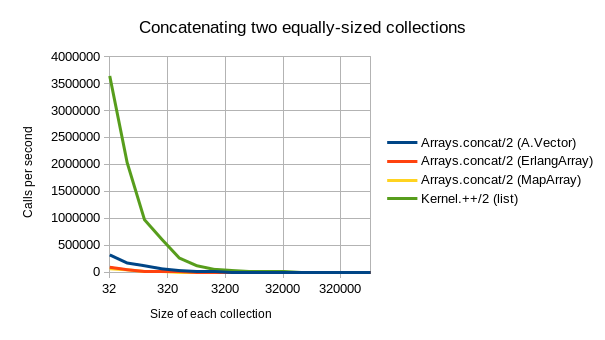 Concatenating two equally-sized collections
Calls per second
4000000
3500000
3000000
2500000
2000000
1500000
1000000
500000
0
32
320
3200
32000
320000
Size of each collection
Arrays.concat/2 (A.Vector)
Arrays.concat/2 (ErlangArray)
Arrays.concat/2 (MapArray)
Kernel.++/2 (list)